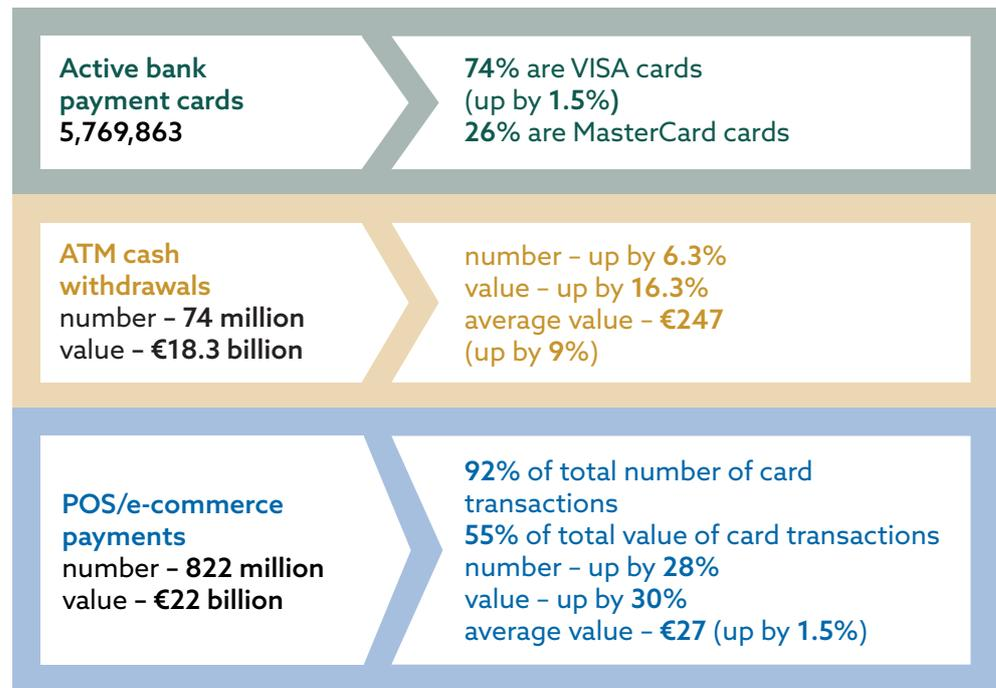 Active bank
payment cards
5,769,863
74% are VISA cards
(up by 1.5%)
26% are MasterCard cards
ATM cash
withdrawals
number – 74 million
value – €18.3 billion
number – up by 6.3%
value – up by 16.3%
average value – €247
(up by 9%)
POS/e-commerce
payments
number – 822 million
value – €22 billion
92% of total number of card
transactions
55% of total value of card transactions
number – up by 28%
value – up by 30%
average value – €27 (up by 1.5%)